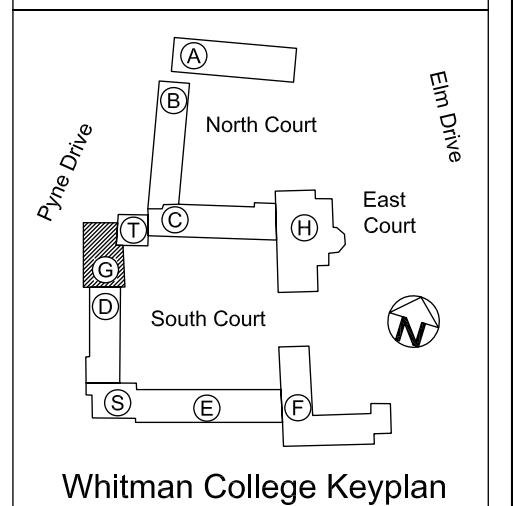 A
B
North Court
Elm Drive
Pyne Drive
East
Court
C
T
H
G
D
South Court
N
S
E
F
Whitman College Keyplan